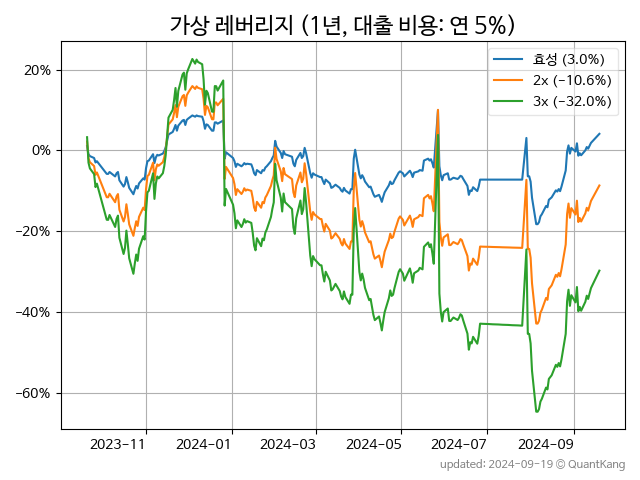 가상 레버리지 (1년, 대출 비용: 연 5%)
효성 (3.0%)
2x (−10.6%)
3x (−32.0%)
20%
0%
−20%
−40%
−60%
2023-11
2024-01
2024-03
2024-05
2024-07
2024-09
updated: 2024-09-19 @ QuantKang